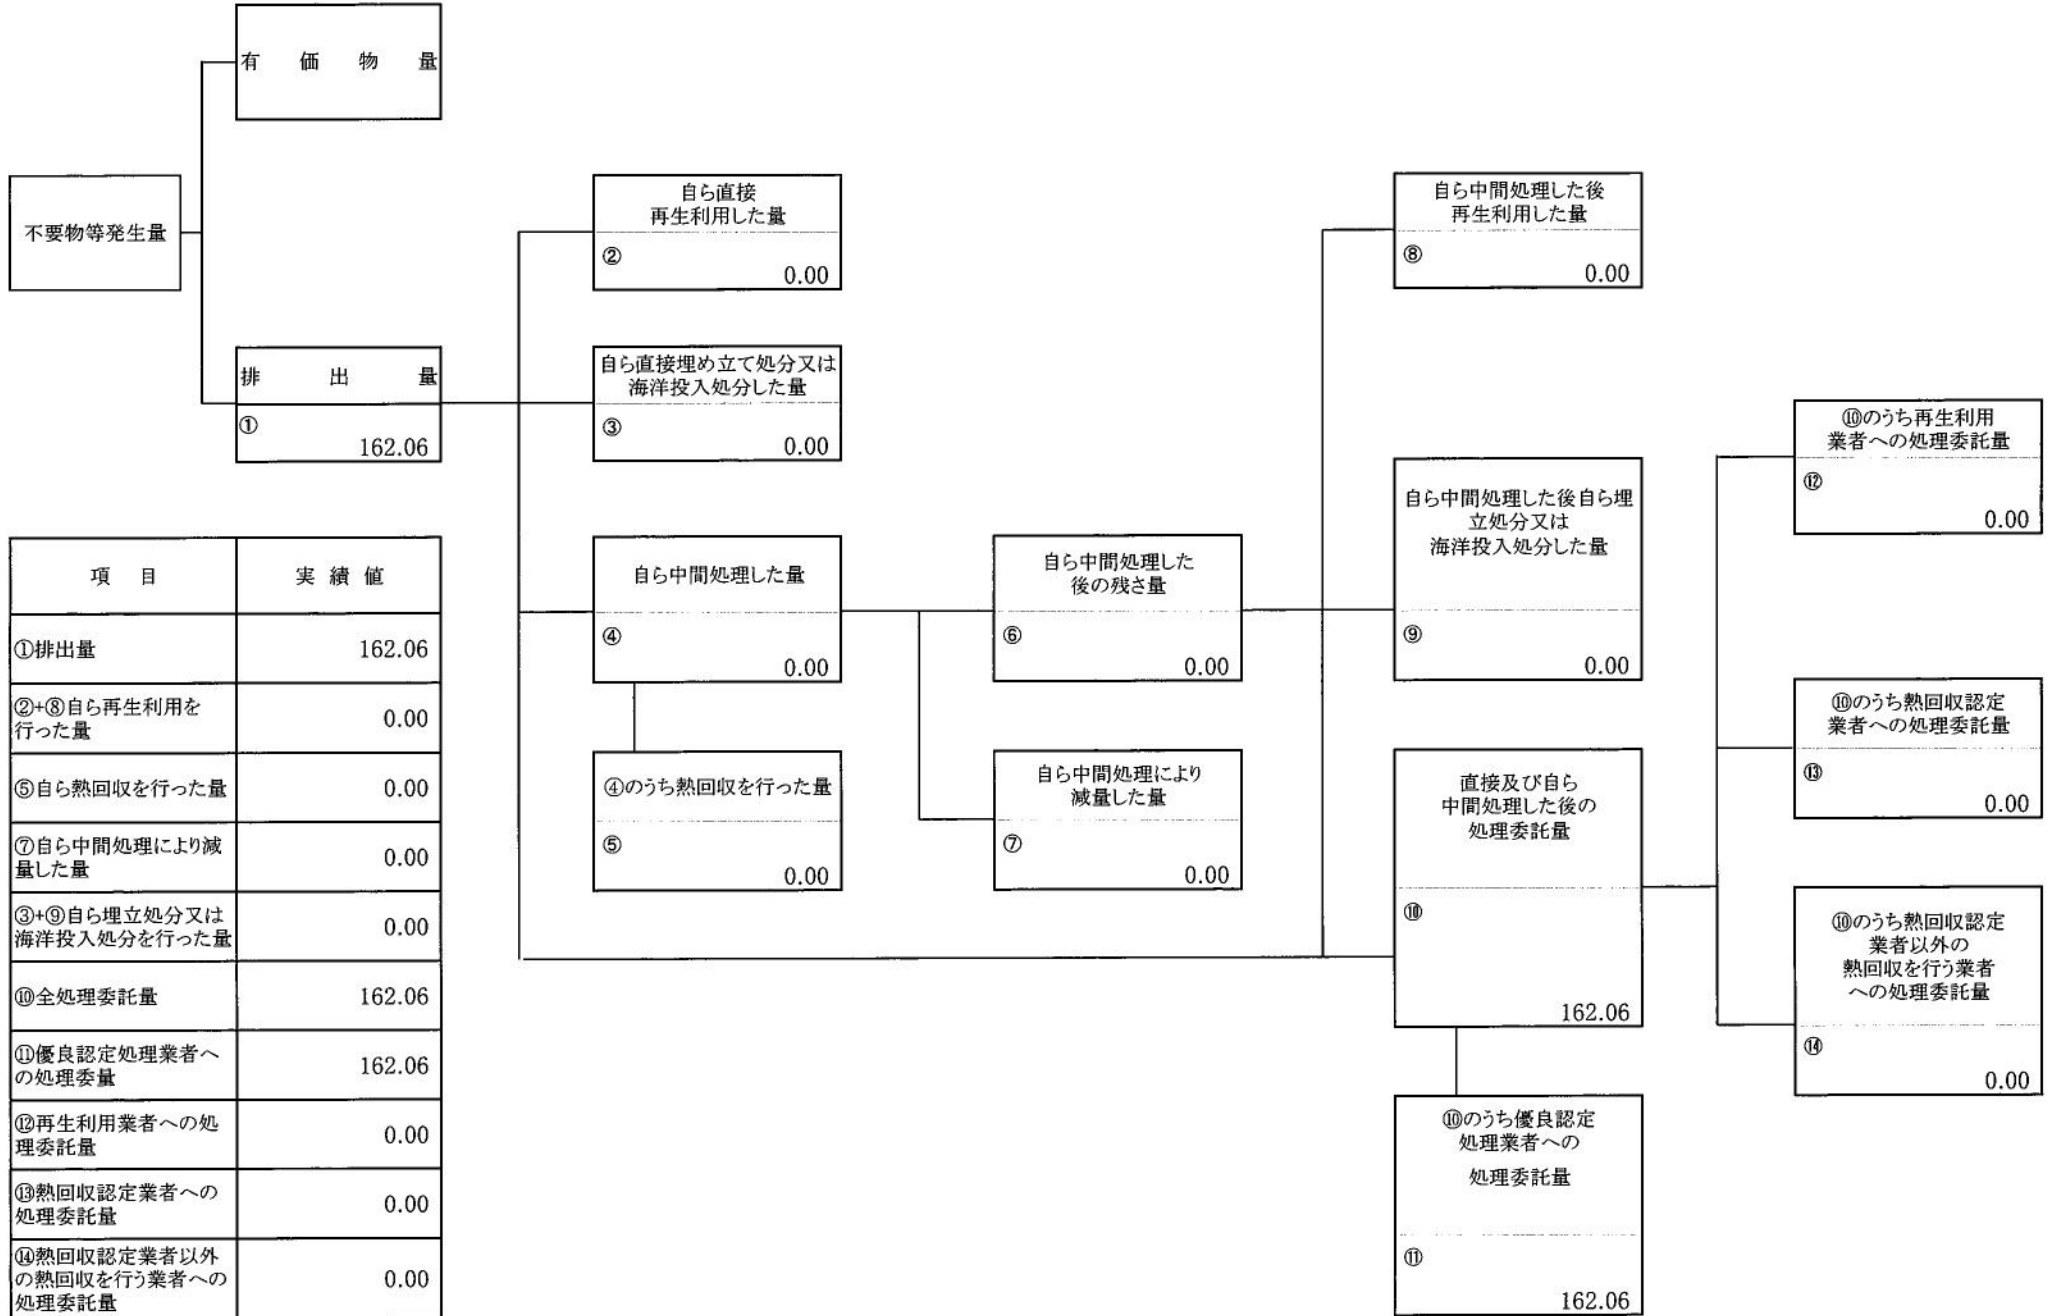 有価物量
不要物等発生量
排出量
①
162.06
自ら直接
再生利用した量
②
0.00
自ら直接埋め立て処分又は
海洋投入処分した量
③
0.00
自ら中間処理した量
④
0.00
④のうち熱回収を行った量
⑤
0.00
自ら中間処理した
後の残さ量
⑥
0.00
自ら中間処理により
減量した量
⑦
0.00
自ら中間処理した後
再生利用した量
⑧
0.00
自ら中間処理した後自ら埋
立処分又は
海洋投入処分した量
⑨
0.00
直接及び自ら
中間処理した後の
処理委託量
⑩
162.06
⑩のうち優良認定
処理業者への
処理委託量
⑪
162.06
⑩のうち再生利用
業者への処理委託量
⑫
0.00
⑩のうち熱回収認定
業者への処理委託量
⑬
0.00
⑩のうち熱回収認定
業者以外の
熱回収を行う業者
への処理委託量
⑭
0.00
項目 実績値
①排出量 162.06
②+⑧自ら再生利用を
行った量 0.00
⑤自ら熱回収を行った量 0.00
⑦自ら中間処理により減
量した量 0.00
③+⑨自ら埋立処分又は
海洋投入処分を行った量 0.00
⑩全処理委託量 162.06
⑪優良認定処理業者へ
の処理委量 162.06
⑫再生利用業者への処
理委託量 0.00
⑬熱回収認定業者への
処理委託量 0.00
⑭熱回収認定業者以外
の熱回収を行う業者への
処理委託量 0.00